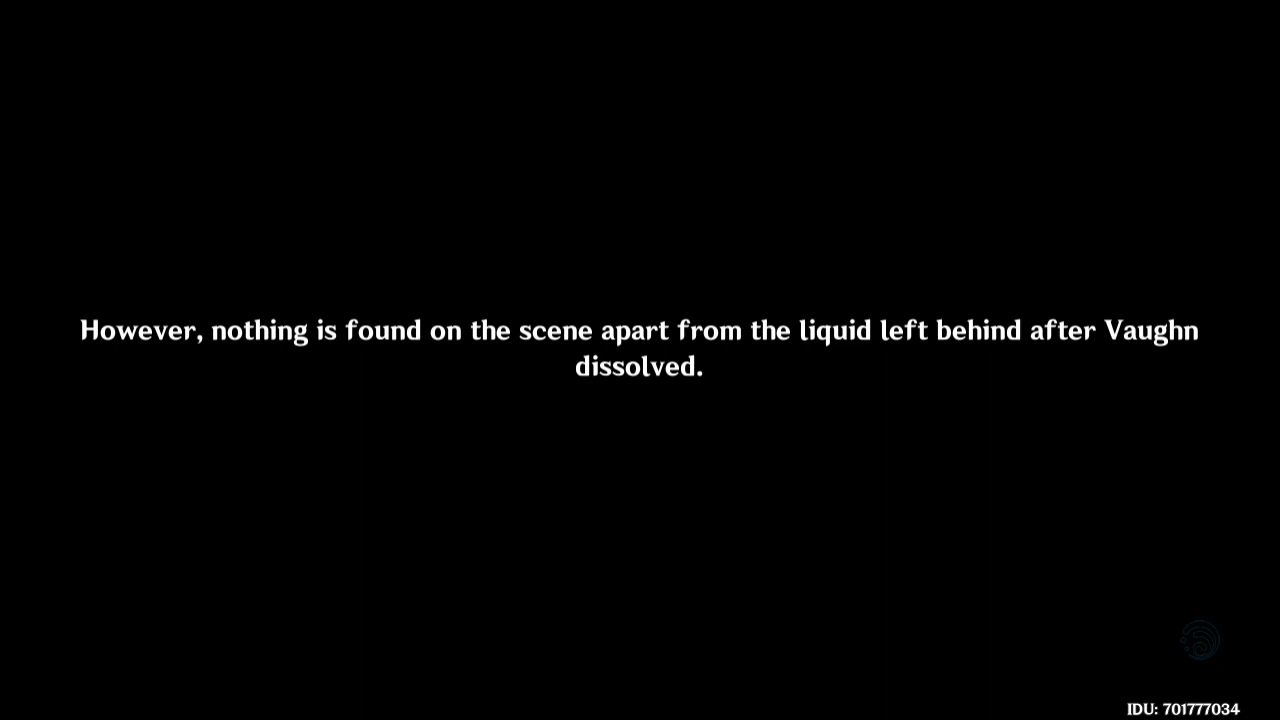 However, nothing is found on the scene apart from the liquid left behind after Vaughn
dissolved.
IDU: 701777034